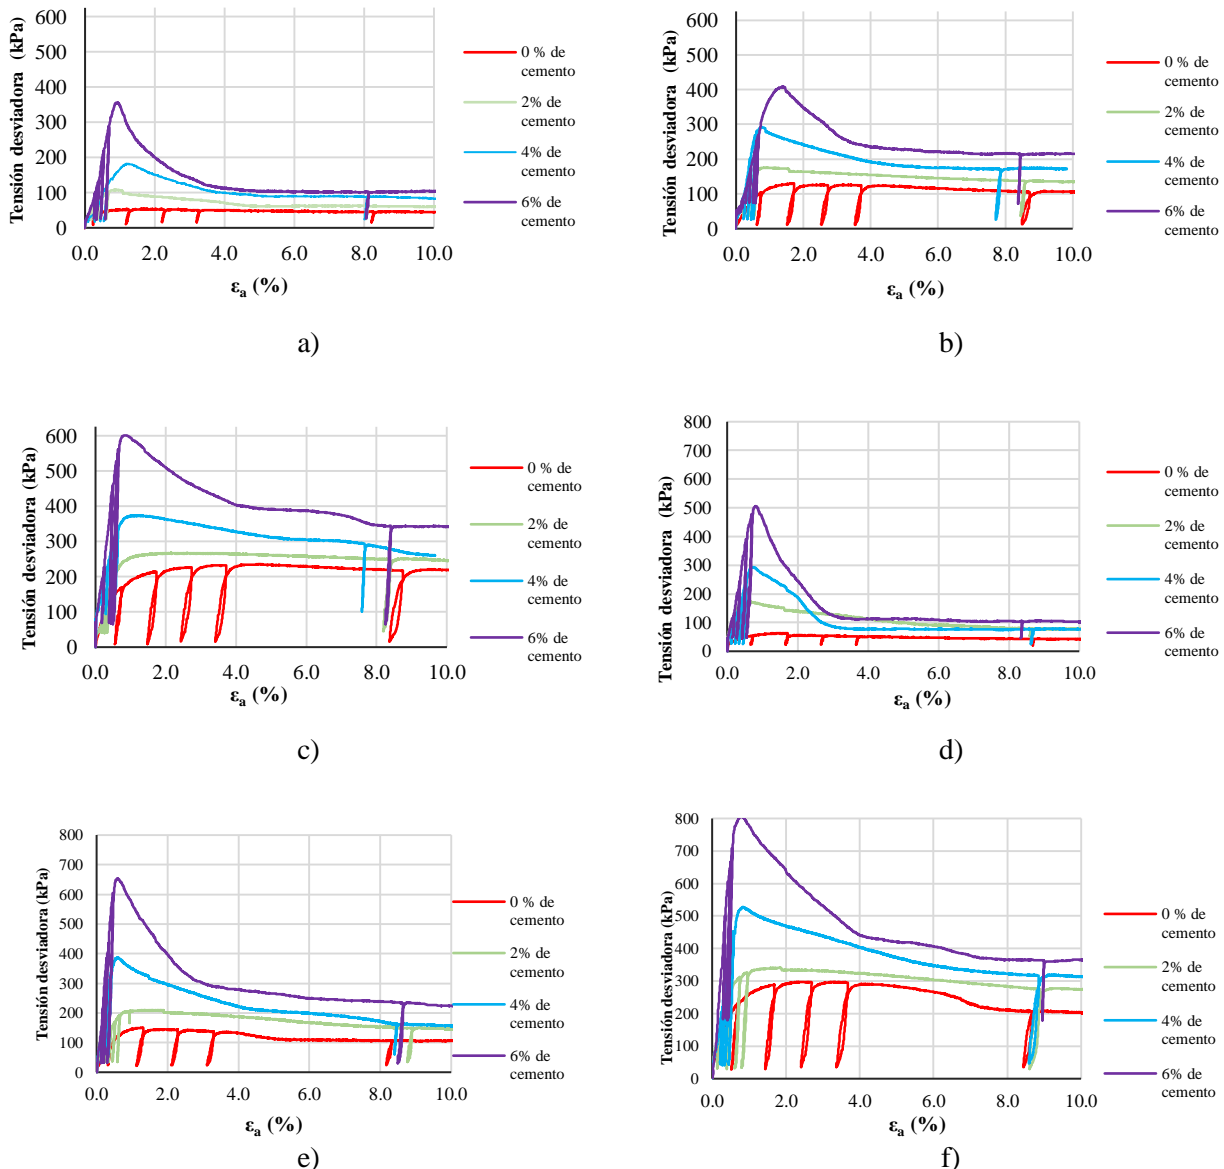 600
500
400
300
200
100
0
Tensión desviadora (kPa)
0.0 2.0 4.0 6.0 8.0 10.0
εa (%)
0 % de
cemento
2% de
cemento
4% de
cemento
6% de
cemento
a)
600
500
400
300
200
100
0
Tensión desviadora (kPa)
0.0 2.0 4.0 6.0 8.0 10.0
εa (%)
0 % de
cemento
2% de
cemento
4% de
cemento
6% de
cemento
b)
600
500
400
300
200
100
0
Tensión desviadora (kPa)
0.0 2.0 4.0 6.0 8.0 10.0
εa (%)
0 % de
cemento
2% de
cemento
4% de
cemento
6% de
cemento
c)
800
700
600
500
400
300
200
100
0
Tensión desviadora (kPa)
0.0 2.0 4.0 6.0 8.0 10.0
εa (%)
0 % de
cemento
2% de
cemento
4% de
cemento
6% de
cemento
d)
800
700
600
500
400
300
200
100
0
Tensión desviadora (kPa)
0.0 2.0 4.0 6.0 8.0 10.0
εa (%)
0 % de
cemento
2% de
cemento
4% de
cemento
6% de
cemento
e)
800
700
600
500
400
300
200
100
0
Tensión desviadora (kPa)
0.0 2.0 4.0 6.0 8.0 10.0
εa (%)
0 % de
cemento
2% de
cemento
4% de
cemento
6% de
cemento
f)